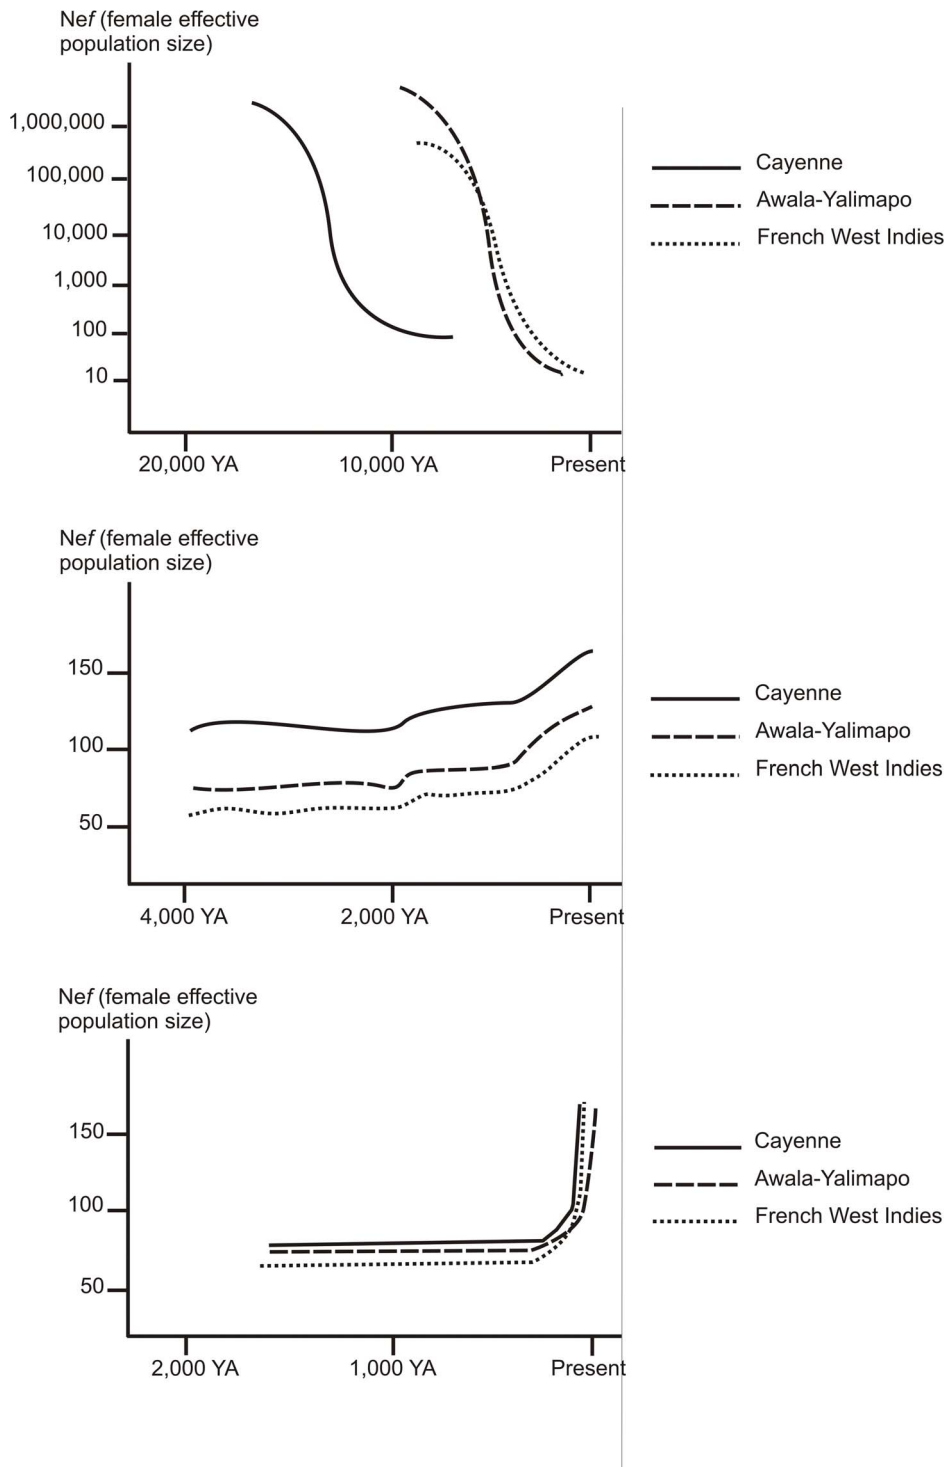 Nef (female effective
population size)
1,000,000
100,000
10,000
1,000
100
10
20,000 YA
10,000 YA
Present
Cayenne
Awala-Yalimapo
French West Indies
Nef (female effective
population size)
150
100
50
4,000 YA
2,000 YA
Present
Cayenne
Awala-Yalimapo
French West Indies
Nef (female effective
population size)
150
100
50
2,000 YA
1,000 YA
Present
Cayenne
Awala-Yalimapo
French West Indies